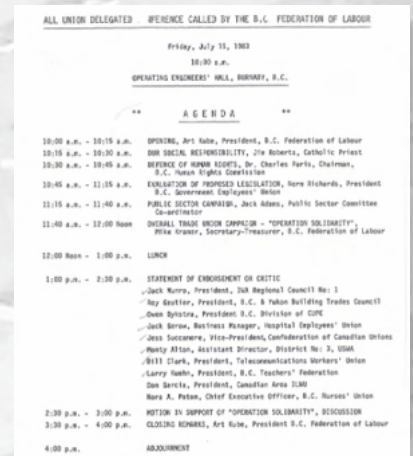 ALL UNION DELEGATED FERENCE CALLED BY THE B.C. FEDERATION OF LABOUR
Friday, July 15, 1983
10:00 a.m.
OPERATING ENGINEERS' HALL, BURNABY, B.C.
** AGENDA **
10:00 a.m. - 10:15 a.m. OPENING, Art Kube, President, B.C. Federation of Labour
10:15 a.m. - 10:30 a.m. OUR SOCIAL RESPONSIBILITY, Jim Roberts, Catholic Priest
10:30 a.m. - 10:45 a.m. DEFENCE OF HUMAN RIGHTS, Dr. Charles Paris, Chairman,
B.C. Human Rights Commission
10:45 a.m. - 11:15 a.m. EVALUATION OF PROPOSED LEGISLATION, Norm Richards, President
B.C. Government Employees' Union
11:15 a.m. - 11:40 a.m. PUBLIC SECTOR CAMPAIGN, Jack Adams, Public Sector Committee
Co-ordinator
11:40 a.m. - 12:00 Noon OVERALL TRADE UNION CAMPAIGN - "OPERATION SOLIDARITY",
Mike Kramer, Secretary-Treasurer, B.C. Federation of Labour
12:00 Noon - 1:00 p.m. LUNCH
1:00 p.m. - 2:30 p.m. STATEMENT OF ENDORSEMENT OR CRITIC
Jack Munro, President, IWA Regional Council No: 1
Roy Gautier, President, B.C. & Yukon Building Trades Council
Owen Dykstra, President B.C. Division of CUPE
Jack Gerow, Business Manager, Hospital Employees' Union
Jess Succamore, Vice-President, Confederation of Canadian Unions
Monty Alton, Assistant Director, District No: 3, USWA
Bill Clark, President, Telecommunications Workers' Union
Larry Kuehn, President, B.C. Teachers' Federation
Don Garcia, President, Canadian Area ILWU
Nora A. Paton, Chief Executive Officer, B.C. Nurses' Union
2:30 p.m. - 3:00 p.m. MOTION IN SUPPORT OF "OPERATION SOLIDARITY", DISCUSSION
3:30 p.m. - 4:00 p.m. CLOSING REMARKS, Art Kube, President B.C. Federation of Labour
4:00 p.m. ADJOURNMENT